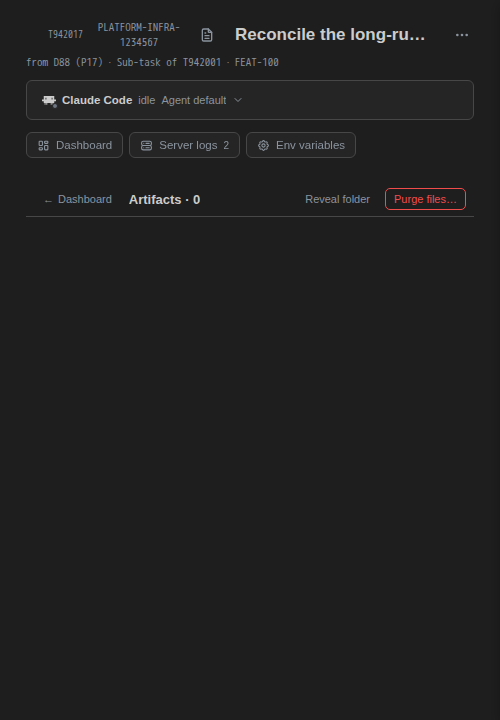 T942017 PLATFORM-INFRA-1234567 Reconcile the long-ru…
from D88 (P17) · Sub-task of T942001 · FEAT-100
Claude Code idle Agent default
Dashboard Server logs 2 Env variables
← Dashboard Artifacts · 0 Reveal folder Purge files…